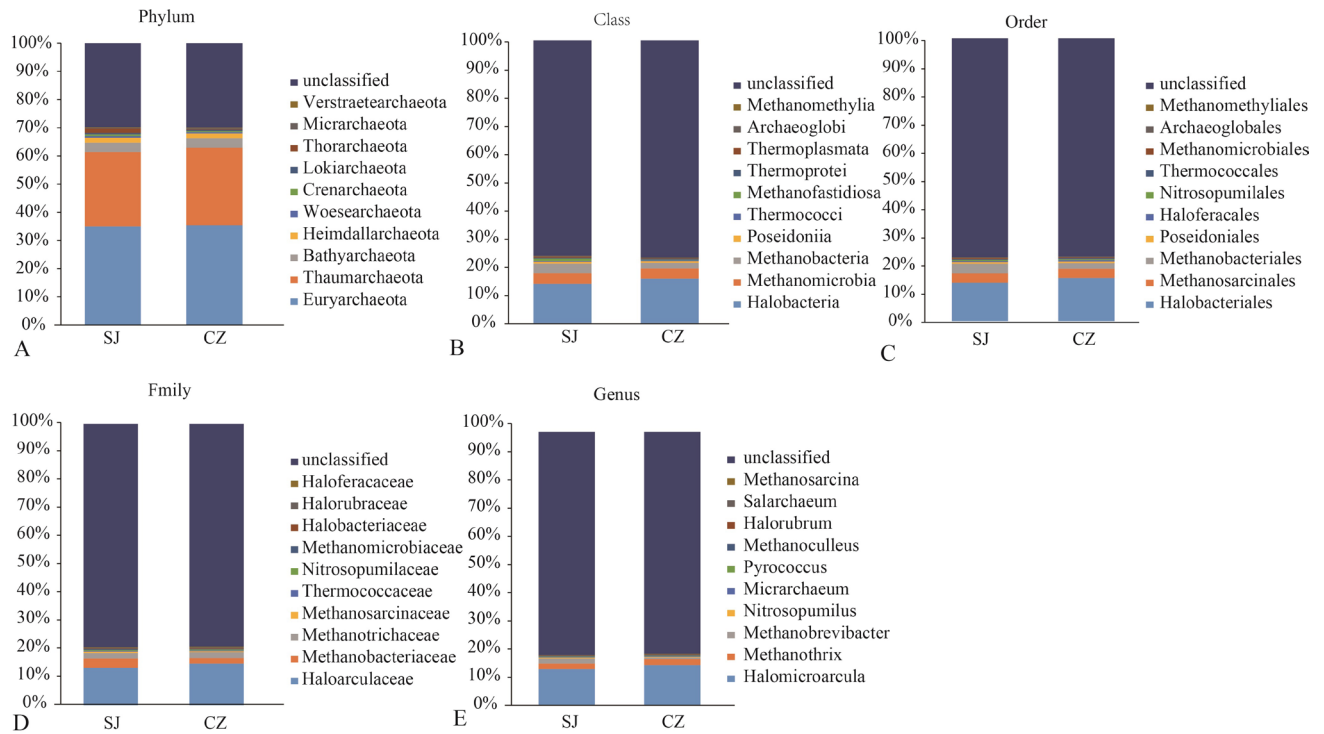 Phylum
100%
90%
80%
70%
60%
50%
40%
30%
20%
10%
0%
SJ
CZ
unclassified
Verstraetearchaeota
Micrarchaeota
Thorarchaeota
Lokiarchaeota
Crenarchaeota
Woesearchaeota
Heimdallarchaeota
Bathyarchaeota
Thaumarchaeota
Euryarchaeota
A
Class
100%
90%
80%
70%
60%
50%
40%
30%
20%
10%
0%
SJ
CZ
unclassified
Methanomethylia
Archaeoglobi
Thermoplasmata
Thermoprotei
Methanofastidiosa
Thermococci
Poseidoniia
Methanobacteria
Methanomicrobia
Halobacteria
B
Order
100%
90%
80%
70%
60%
50%
40%
30%
20%
10%
0%
SJ
CZ
unclassified
Methanomethyliales
Archaeoglobales
Methanomicrobiales
Thermococcales
Nitrosopumilales
Haloferacales
Poseidoniales
Methanobacteriales
Methanosarcinales
Halobacteriales
C
Fmily
100%
90%
80%
70%
60%
50%
40%
30%
20%
10%
0%
SJ
CZ
unclassified
Haloferacaceae
Halorubraceae
Halobacteriaceae
Methanomicrobiaceae
Nitrosopumilaceae
Thermococcaceae
Methanosarcinaceae
Methanotrichaceae
Methanobacteriaceae
Haloarculaceae
D
Genus
100%
90%
80%
70%
60%
50%
40%
30%
20%
10%
0%
SJ
CZ
unclassified
Methanosarcina
Salarchaeum
Halorubrum
Methanoculleus
Pyrococcus
Micrarchaeum
Nitrosopumilus
Methanobrevibacter
Methanothrix
Halomicroarcula
E